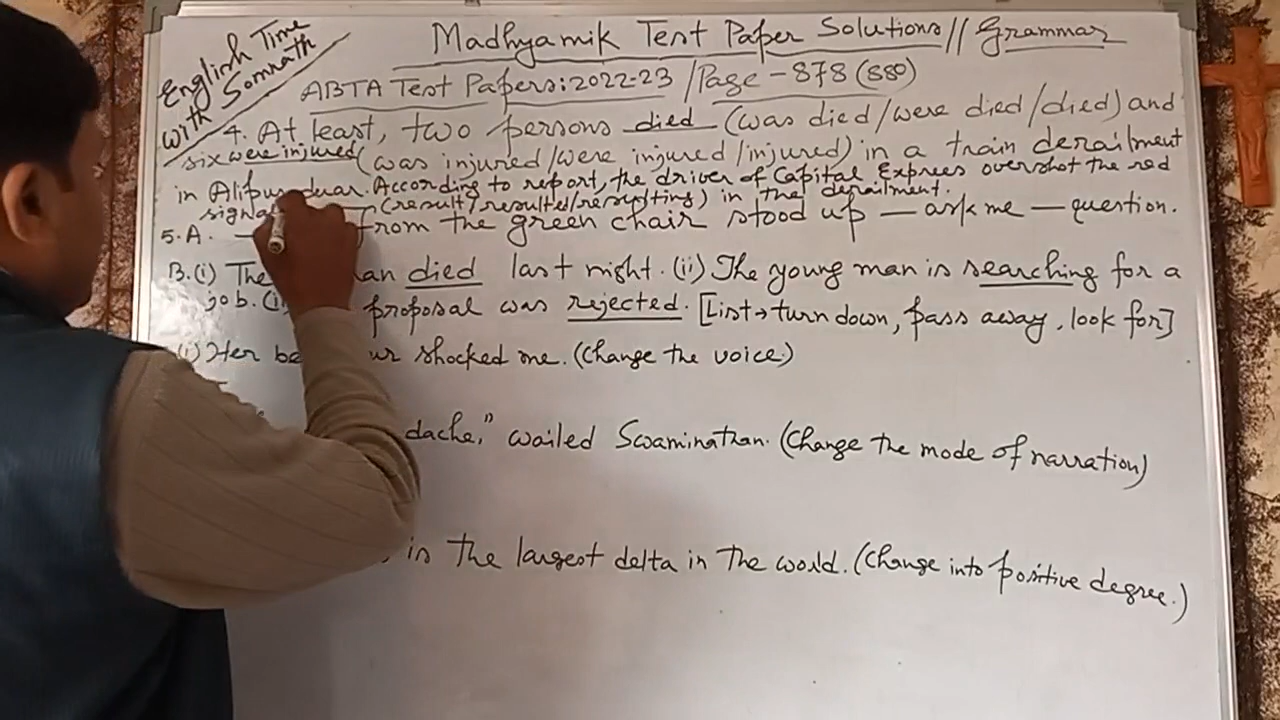 English Time
with Somnath
Madhyamik Test Paper Solutions // Grammar
ABTA Test Papers: 2022-23 / Page - 878 (880)
4. At least, two persons died (was died/were died/died) and
six were injured (was injured/were injured/injured) in a train derailment
in Alipurduar. According to report, the driver of Capital Exprees overshot the red
signal (result/resulted/resulting) in the derailment.
5. A. — from the green chair stood up — ask me — question.
B. (i) The man died last night. (ii) The young man is searching for a
job. proposal was rejected. [List → turn down, pass away, look for]
(i) Her shocked me. (Change the voice)
dache," wailed Swaminathan. (Change the mode of narration)
is the largest delta in the world. (Change into positive degree.)